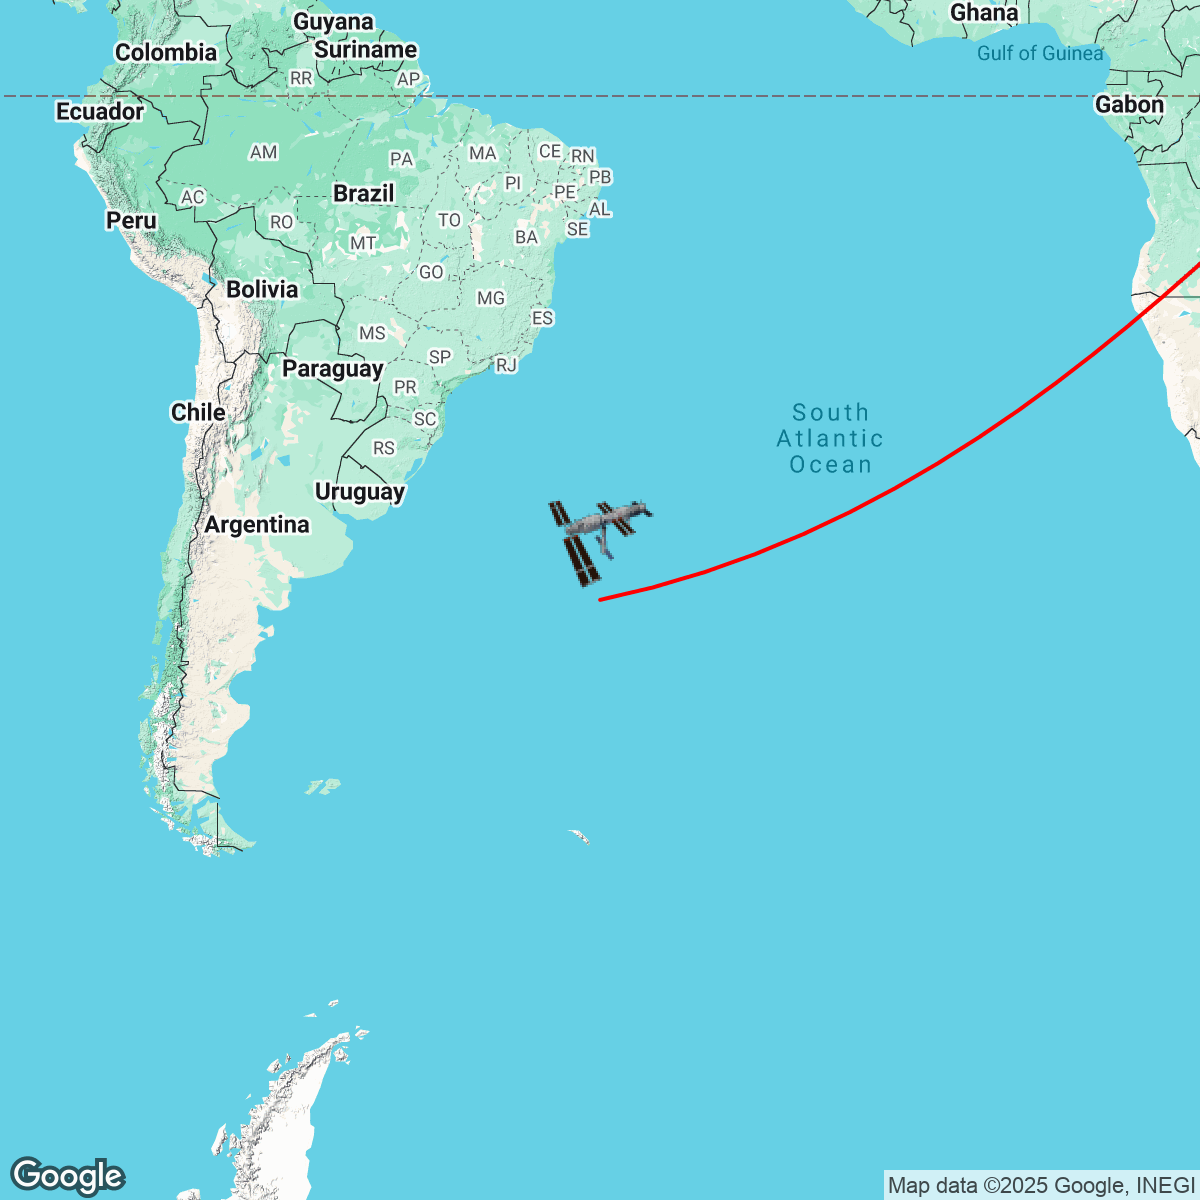 Guyana
Ghana
Colombia
Suriname
Gulf of Guinea
RR
AP
Ecuador
Gabon
AM
PA
MA
CE
RN
PI
PE
PB
AC
Brazil
AL
Peru
RO
TO
SE
MT
BA
GO
Bolivia
MG
ES
MS
SP
RJ
Paraguay
PR
Chile
SC
South
Atlantic
Ocean
RS
Uruguay
Argentina
Google
Map data ©2025 Google, INEGI